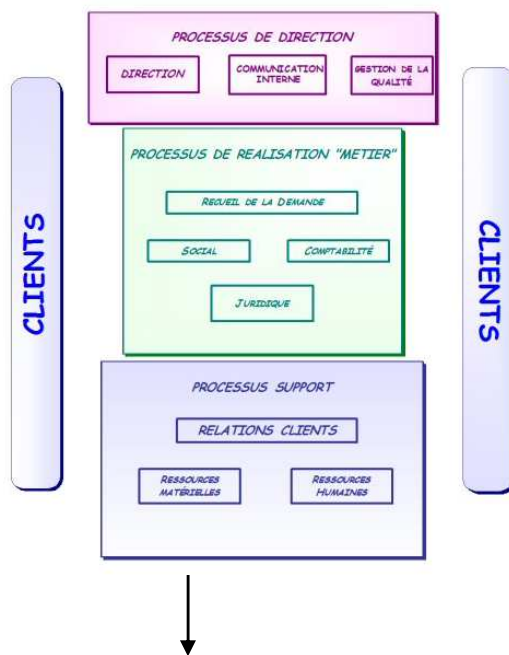 PROCESSUS DE DIRECTION
DIRECTION
COMMUNICATION
INTERNE
GESTION DE LA
QUALITÉ
CLIENTS
PROCESSUS DE REALISATION "METIER"
RECUEIL DE LA DEMANDE
SOCIAL
COMPTABILITÉ
JURIDIQUE
CLIENTS
PROCESSUS SUPPORT
RELATIONS CLIENTS
RESSOURCES
MATÉRIELLES
RESSOURCES
HUMAINES